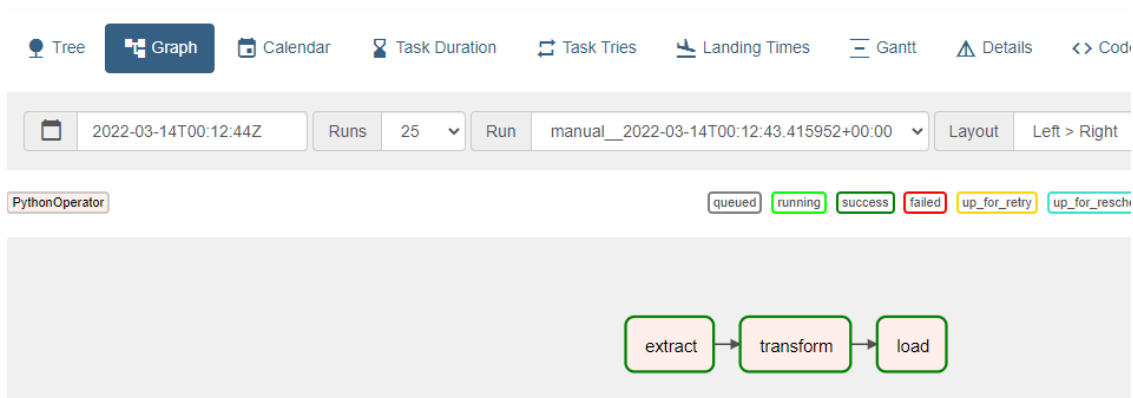 Tree Graph Calendar Task Duration Task Tries Landing Times Gantt Details <> Code
2022-03-14T00:12:44Z Runs 25 Run manual__2022-03-14T00:12:43.415952+00:00 Layout Left > Right
PythonOperator queued running success failed up_for_retry up_for_resche
extract transform load